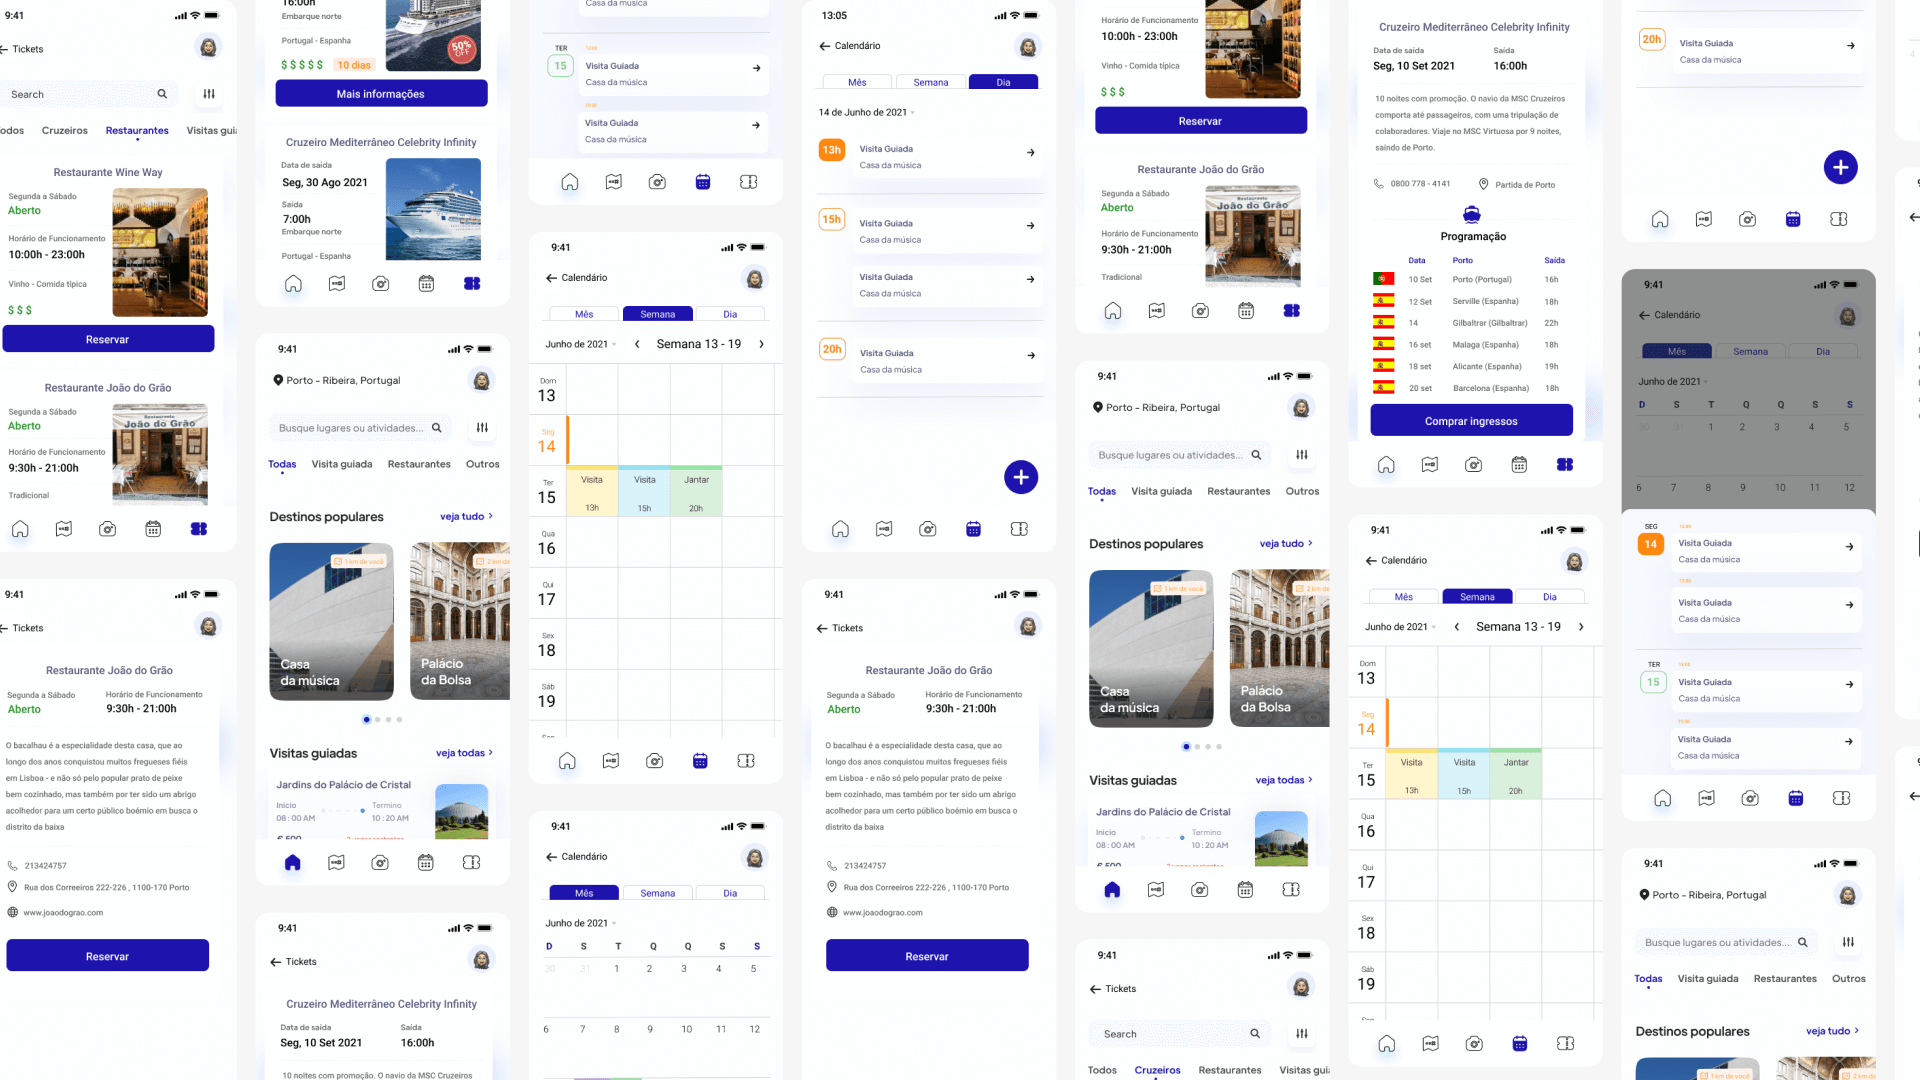 9:41
Tickets
Search
odos Cruzeiros Restaurantes Visitas gui
Restaurante Wine Way
Segunda a Sábado
Aberto
Horário de Funcionamento
10:00h - 23:00h
Vinho - Comida típica
$ $ $
Reservar
Restaurante João do Grão
Segunda a Sábado
Aberto
Horário de Funcionamento
9:30h - 21:00h
Tradicional
9:41
Tickets
Restaurante João do Grão
Segunda a Sábado Horário de Funcionamento
Aberto 9:30h - 21:00h
O bacalhau é a especialidade desta casa, que ao
longo dos anos conquistou muitos fregueses fiéis
em Lisboa - e não só pelo popular prato de peixe
bem cozinhado, mas também por ter sido um abrigo
acolhedor para um certo público boémio em busca o
distrito da baixa
213424757
Rua dos Correeiros 222-226 , 1100-170 Porto
www.joaodograo.com
Reservar
16:00h
Embarque norte
Portugal - Espanha
$ $ $ $ $ 10 dias
50%
OFF
Mais informações
Cruzeiro Mediterrâneo Celebrity Infinity
Data de saída
Seg, 30 Ago 2021
Saída
7:00h
Embarque norte
Portugal - Espanha
9:41
Porto - Ribeira, Portugal
Busque lugares ou atividades...
Todas Visita guiada Restaurantes Outros
Destinos populares veja tudo >
1 km de você
2 km de
Casa
da música
Palácio
da Bolsa
Visitas guiadas veja todas >
Jardins do Palácio de Cristal
Inicio Termino
08 : 00 AM 10 : 20 AM
9:41
Tickets
Cruzeiro Mediterrâneo Celebrity Infinity
Data de saída Saída
Seg, 10 Set 2021 16:00h
10 noites com promoção. O navio da MSC Cruzeiros
Casa da música
TER
15
Visita Guiada
Casa da música
Visita Guiada
Casa da música
9:41
Calendário
Mês Semana Dia
Junho de 2021 < Semana 13 - 19 >
Dom
13
Seg
14
Ter
15
Visita Visita Jantar
13h 15h 20h
Qua
16
Qui
17
Sex
18
Sáb
19
9:41
Calendário
Mês Semana Dia
Junho de 2021
D S T Q Q S S
30 31 1 2 3 4 5
6 7 8 9 10 11 12
13:05
Calendário
Mês Semana Dia
14 de Junho de 2021
13h
Visita Guiada
Casa da música
15h
Visita Guiada
Casa da música
Visita Guiada
Casa da música
20h
Visita Guiada
Casa da música
9:41
Tickets
Restaurante João do Grão
Segunda a Sábado Horário de Funcionamento
Aberto 9:30h - 21:00h
O bacalhau é a especialidade desta casa, que ao
longo dos anos conquistou muitos fregueses fiéis
em Lisboa - e não só pelo popular prato de peixe
bem cozinhado, mas também por ter sido um abrigo
acolhedor para um certo público boémio em busca o
distrito da baixa
213424757
Rua dos Correeiros 222-226 , 1100-170 Porto
www.joaodograo.com
Reservar
Horário de Funcionamento
10:00h - 23:00h
Vinho - Comida típica
$ $ $
Reservar
Restaurante João do Grão
Segunda a Sábado
Aberto
Horário de Funcionamento
9:30h - 21:00h
Tradicional
9:41
Porto - Ribeira, Portugal
Busque lugares ou atividades...
Todas Visita guiada Restaurantes Outros
Destinos populares veja tudo >
1 km de você
2 km de
Casa
da música
Palácio
da Bolsa
Visitas guiadas veja todas >
Jardins do Palácio de Cristal
Inicio Termino
08 : 00 AM 10 : 20 AM
9:41
Tickets
Search
Todos Cruzeiros Restaurantes Visitas gui
Cruzeiro Mediterrâneo Celebrity Infinity
Data de saída Saída
Seg, 10 Set 2021 16:00h
10 noites com promoção. O navio da MSC Cruzeiros
comporta até passageiros, com uma tripulação de
colaboradores. Viaje no MSC Virtuosa por 9 noites,
saindo de Porto.
0800 778 - 4141 Partida de Porto
Programação
Data Porto Saída
10 Set Porto (Portugal) 16h
12 Set Serville (Espanha) 18h
14 Gilbaltrar (Gilbaltrar) 22h
16 set Malaga (Espanha) 18h
18 set Alicante (Espanha) 19h
20 set Barcelona (Espanha) 18h
Comprar ingressos
9:41
Calendário
Mês Semana Dia
Junho de 2021 < Semana 13 - 19 >
Dom
13
Seg
14
Ter
15
Visita Visita Jantar
13h 15h 20h
Qua
16
Qui
17
Sex
18
Sáb
19
20h
Visita Guiada
Casa da música
9:41
Calendário
Mês Semana Dia
Junho de 2021
D S T Q Q S S
30 31 1 2 3 4 5
6 7 8 9 10 11 12
SEG
14
Visita Guiada
Casa da música
Visita Guiada
Casa da música
TER
15
Visita Guiada
Casa da música
Visita Guiada
Casa da música
9:41
Porto - Ribeira, Portugal
Busque lugares ou atividades...
Todas Visita guiada Restaurantes Outros
Destinos populares veja tudo >
1 km de você
2 km de